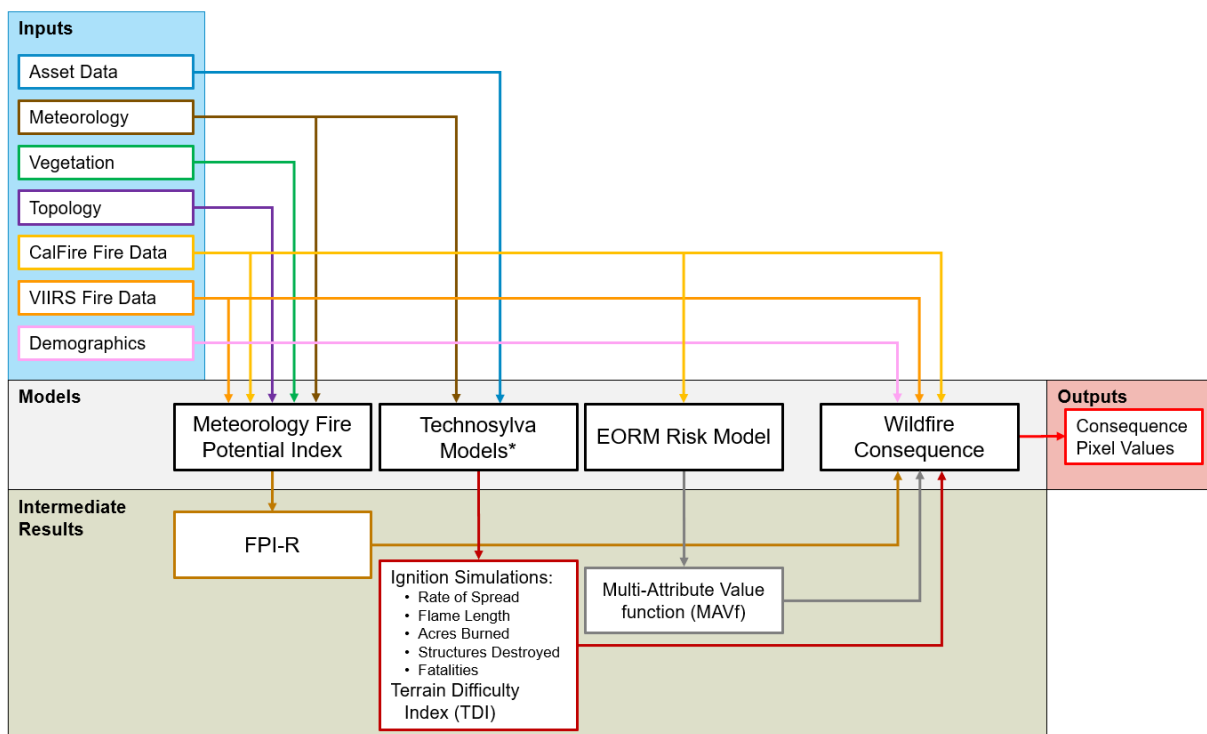 Inputs
Asset Data
Meteorology
Vegetation
Topology
CalFire Fire Data
VIIRS Fire Data
Demographics
Models
Meteorology Fire
Potential Index
Technosylva
Models*
EORM Risk Model
Wildfire
Consequence
Outputs
Consequence
Pixel Values
Intermediate
Results
FPI-R
Ignition Simulations:
• Rate of Spread
• Flame Length
• Acres Burned
• Structures Destroyed
• Fatalities
Terrain Difficulty
Index (TDI)
Multi-Attribute Value
function (MAVf)